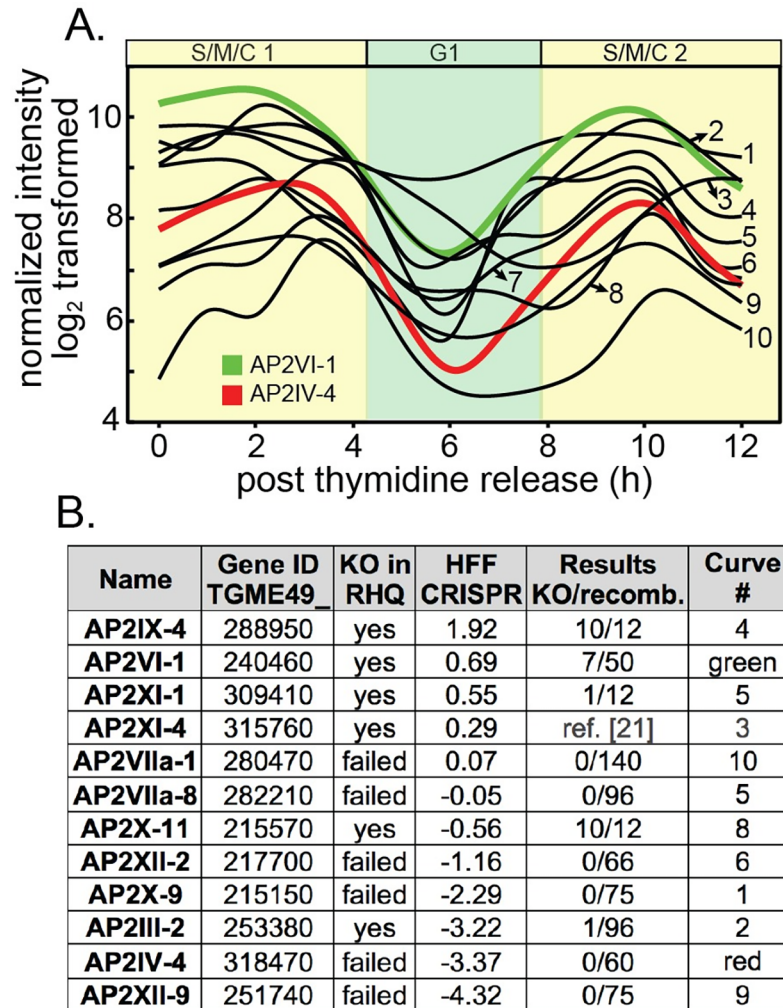 A.
S/M/C 1 G1 S/M/C 2
normalized intensity
log2 transformed
10
8
6
4
2
1
3
4
5
6
7
8
9
10
AP2VI-1
AP2IV-4
0 2 4 6 8 10 12
post thymidine release (h)
B.
Name Gene ID TGME49_ KO in RHQ HFF CRISPR Results KO/recomb. Curve #
AP2IX-4 288950 yes 1.92 10/12 4
AP2VI-1 240460 yes 0.69 7/50 green
AP2XI-1 309410 yes 0.55 1/12 5
AP2XI-4 315760 yes 0.29 ref. [21] 3
AP2VIIa-1 280470 failed 0.07 0/140 10
AP2VIIa-8 282210 failed -0.05 0/96 5
AP2X-11 215570 yes -0.56 10/12 8
AP2XII-2 217700 failed -1.16 0/66 6
AP2X-9 215150 failed -2.29 0/75 1
AP2III-2 253380 yes -3.22 1/96 2
AP2IV-4 318470 failed -3.37 0/60 red
AP2XII-9 251740 failed -4.32 0/75 9